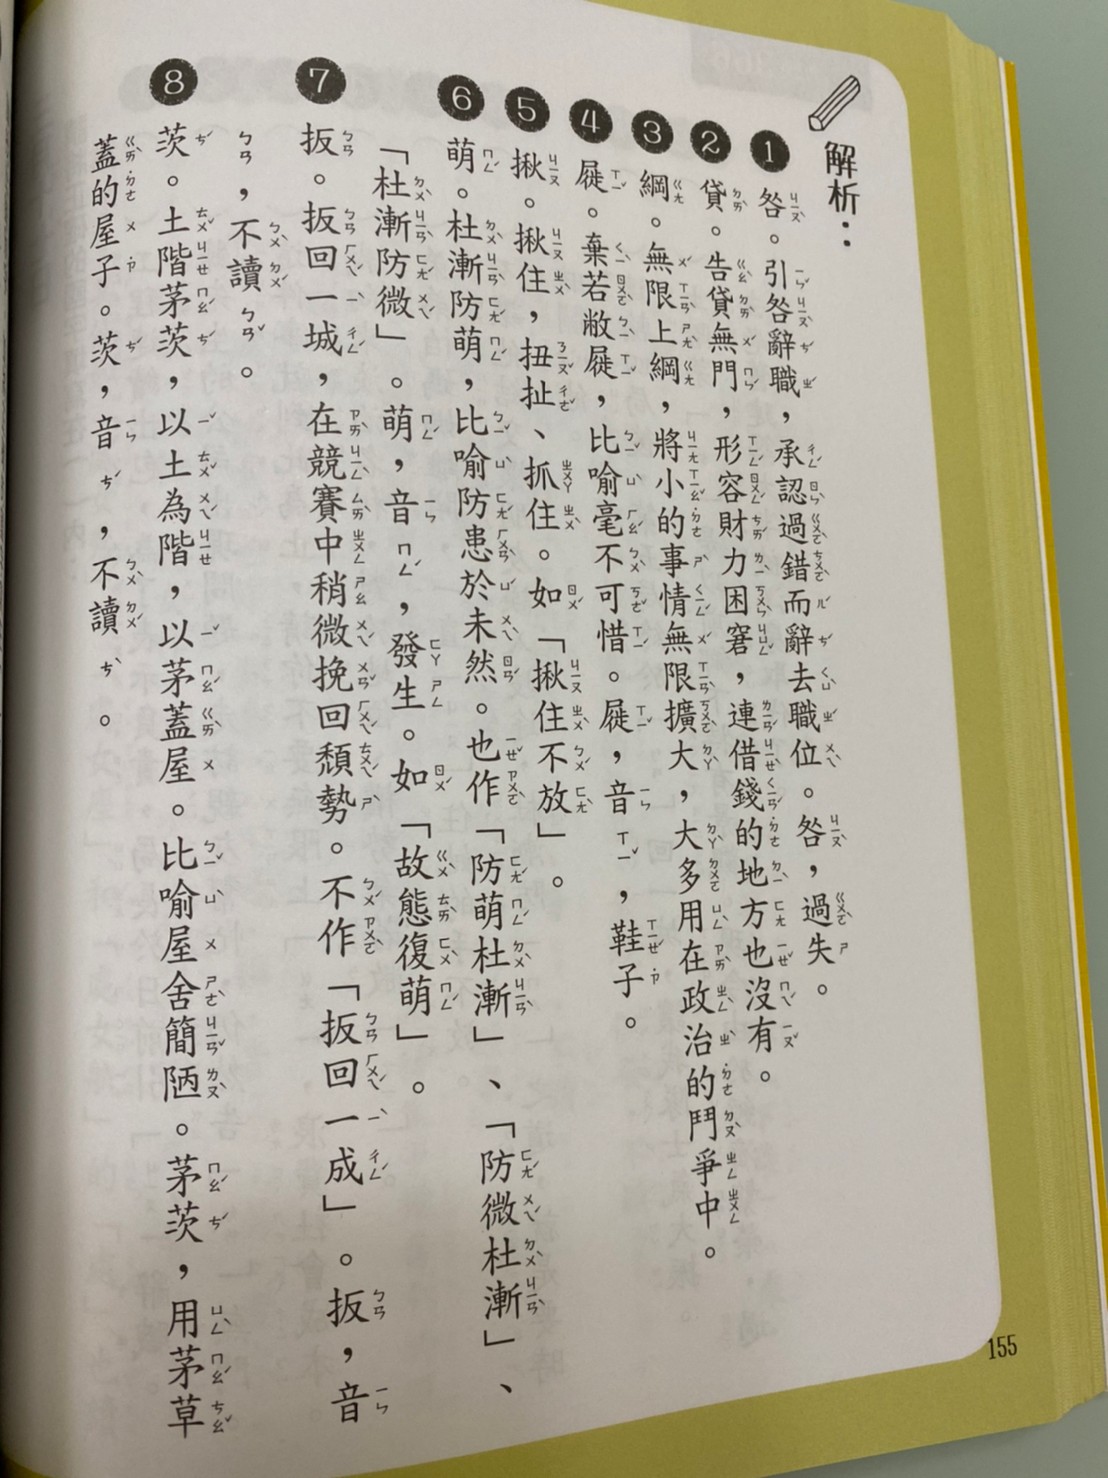 解析：
1 咎。引咎辭職，承認過錯而辭去職位。咎，過失。
2 貸。告貸無門，形容財力困窘，連借錢的地方也沒有。
3 綱。無限上綱，將小的事情無限擴大，大多用在政治的鬥爭中。
4 屣。棄若敝屣，比喻毫不可惜。屣，音ㄒㄧˇ，鞋子。
5 揪。揪住，扭扯、抓住。如「揪住不放」。
6 萌。杜漸防萌，比喻防患於未然。也作「防萌杜漸」、「防微杜漸」、
「杜漸防微」。萌，音ㄇㄥˊ，發生。如「故態復萌」。
7 扳。扳回一城，在競賽中稍微挽回頹勢。不作「扳回一成」。扳，音
ㄅㄢ，不讀ㄅㄢˇ。
8 茨。土階茅茨，以土為階，以茅蓋屋。比喻屋舍簡陋。茅茨，用茅草
蓋的屋子。茨，音ㄘˊ，不讀ㄘˋ。
155